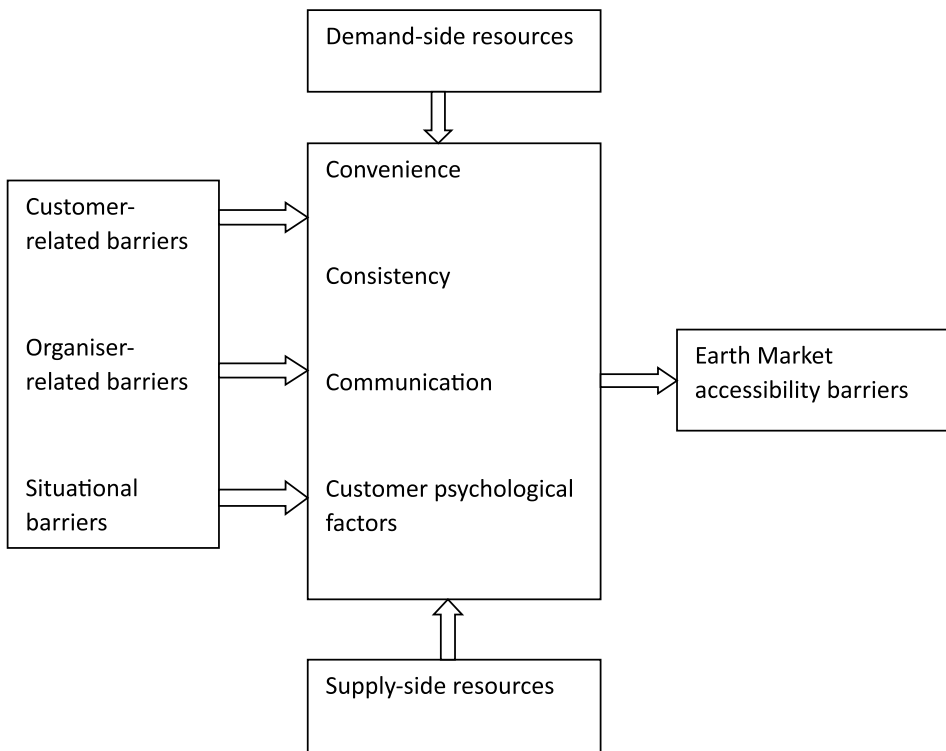 Demand-side resources
Customer-
related barriers
Organiser-
related barriers
Situational
barriers
Convenience
Consistency
Communication
Customer psychological
factors
Earth Market
accessibility barriers
Supply-side resources